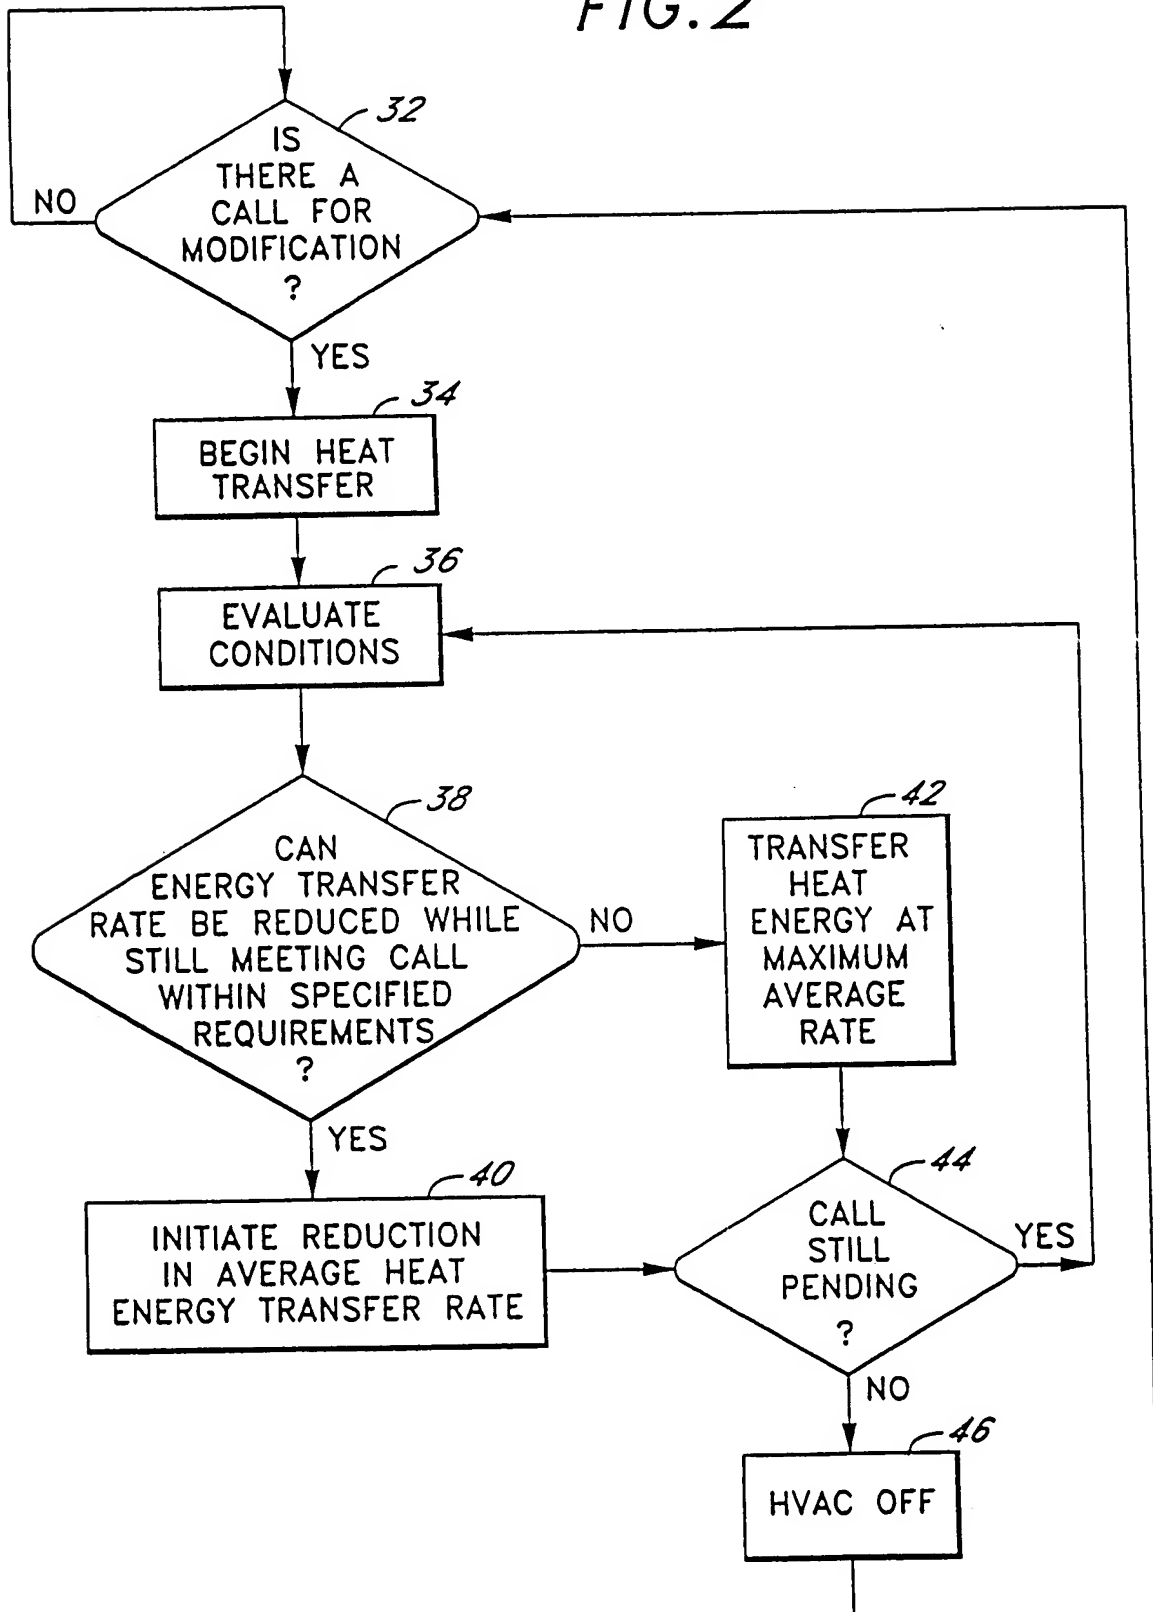 FIG. 2
32
IS
THERE A
CALL FOR
MODIFICATION
?
NO
YES
34
BEGIN HEAT
TRANSFER
36
EVALUATE
CONDITIONS
38
CAN
ENERGY TRANSFER
RATE BE REDUCED WHILE
STILL MEETING CALL
WITHIN SPECIFIED
REQUIREMENTS
?
NO
YES
42
TRANSFER
HEAT
ENERGY AT
MAXIMUM
AVERAGE
RATE
40
INITIATE REDUCTION
IN AVERAGE HEAT
ENERGY TRANSFER RATE
44
CALL
STILL
PENDING
?
YES
NO
46
HVAC OFF